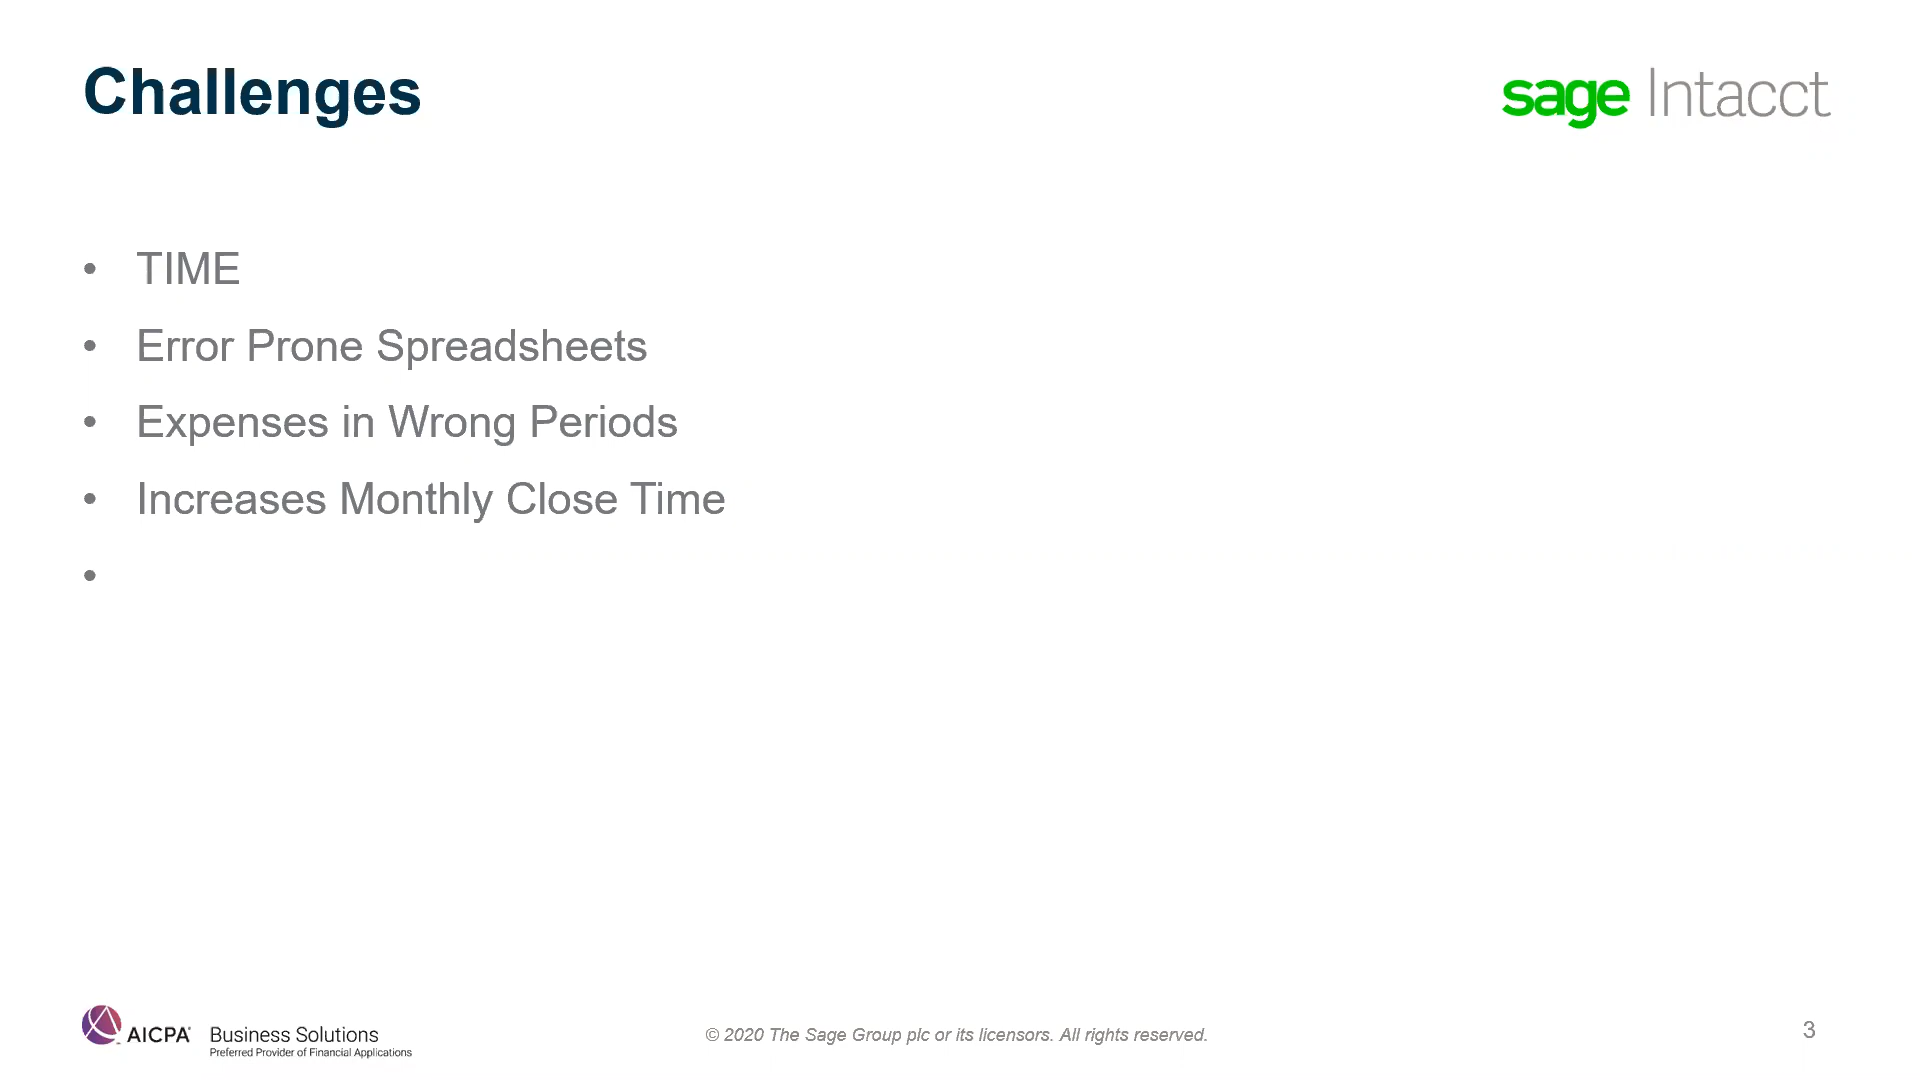 Challenges
sage Intacct
• TIME
• Error Prone Spreadsheets
• Expenses in Wrong Periods
• Increases Monthly Close Time
•
AICPA Business Solutions
Preferred Provider of Financial Applications
© 2020 The Sage Group plc or its licensors. All rights reserved.
3